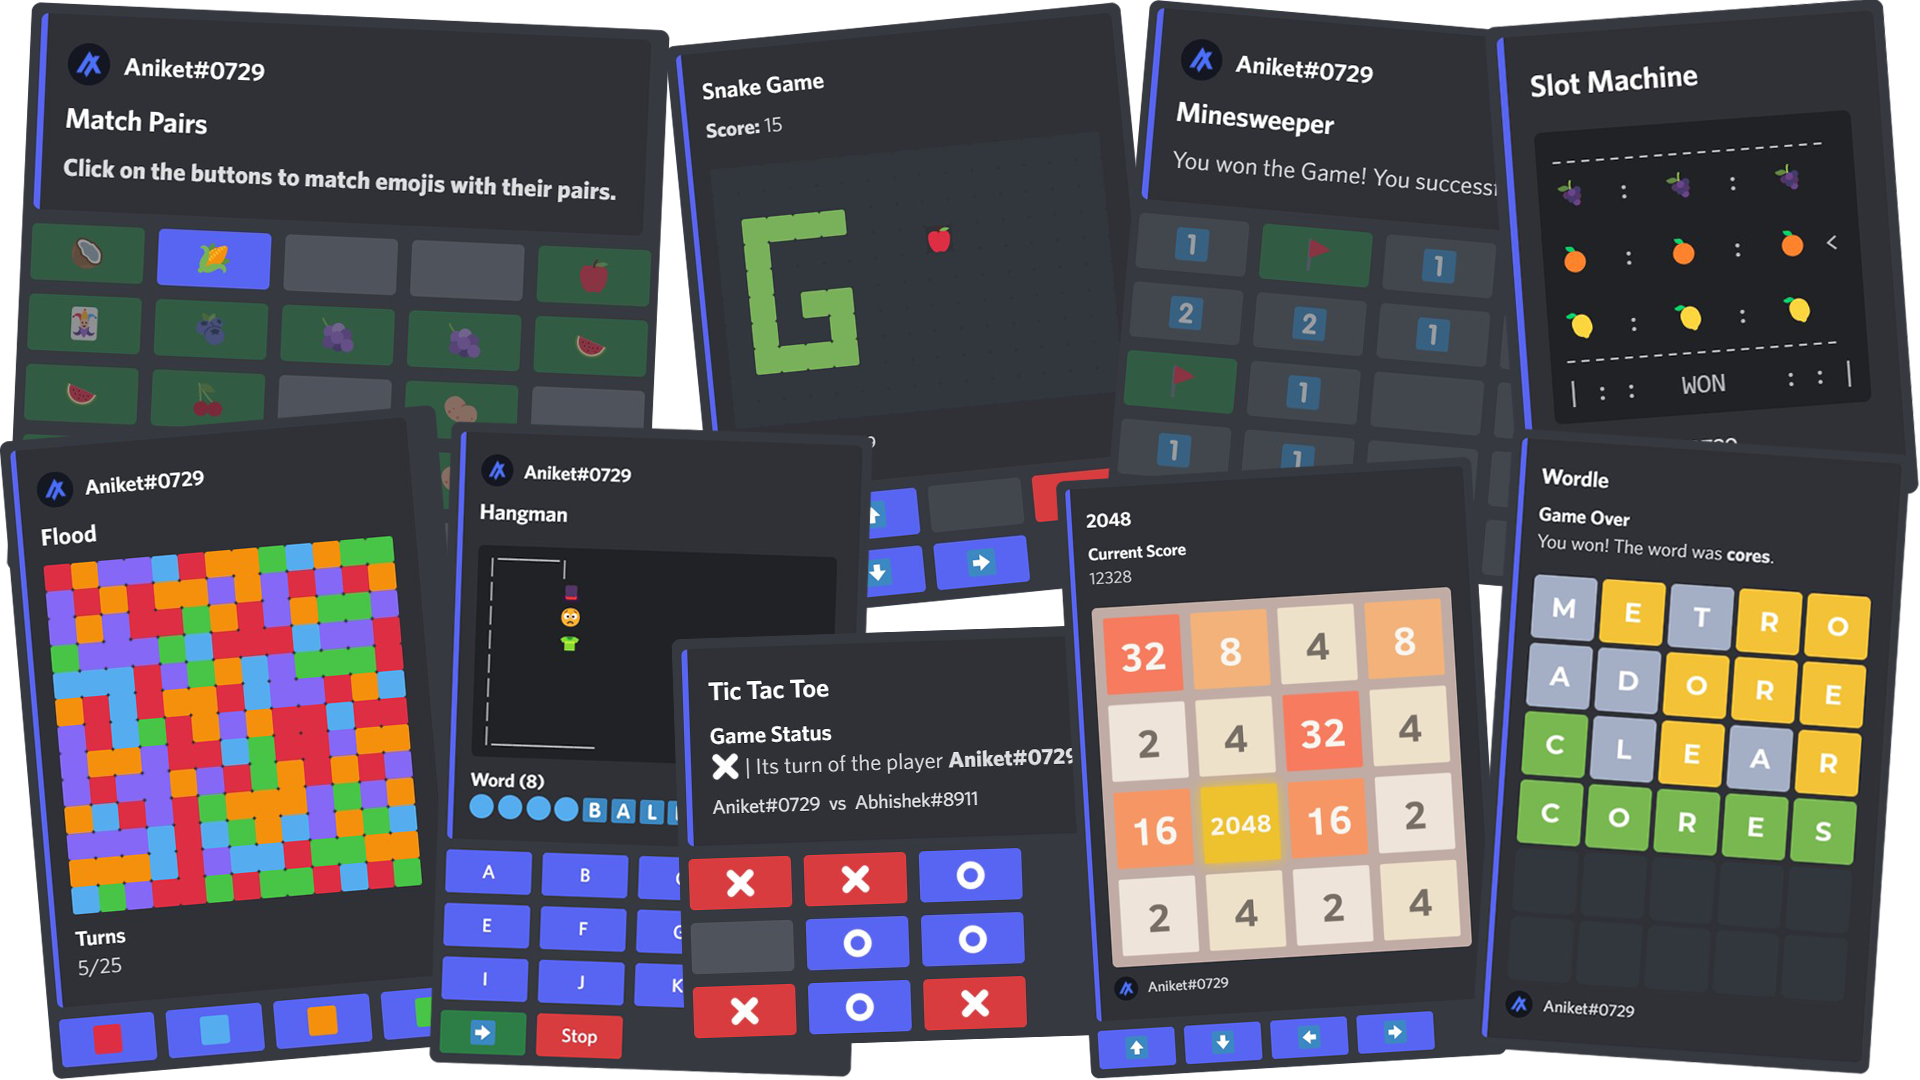 Aniket#0729
Match Pairs
Click on the buttons to match emojis with their pairs.
Snake Game
Score: 15
9
Aniket#0729
Minesweeper
You won the Game! You success
1
1
2
2
1
1
1
1
Slot Machine
: :
: : <
: :
| : : WON : : |
Aniket#0729
Flood
Turns
5/25
Aniket#0729
Hangman
Word (8)
B A L
A B
E F G
I J K
Stop
Tic Tac Toe
Game Status
X | Its turn of the player Aniket#0729
Aniket#0729 vs Abhishek#8911
X X O
O O
X O X
2048
Current Score
12328
32 8 4 8
2 4 32 4
16 2048 16 2
2 4 2 4
Aniket#0729
Wordle
Game Over
You won! The word was cores.
M E T R O
A D O R E
C L E A R
C O R E S
Aniket#0729